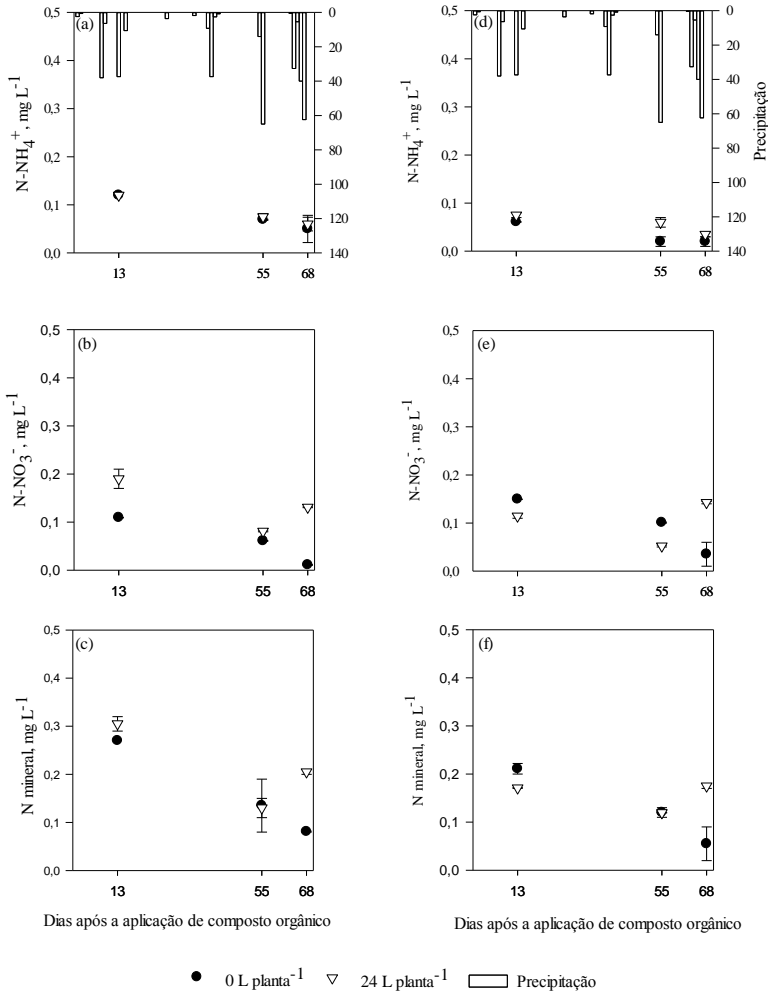 (a)
N-NH4+, mg L-1
0,5
0,4
0,3
0,2
0,1
0,0
0
20
40
60
80
100
120
140
13 55 68
(d)
N-NH4+, mg L-1
0,5
0,4
0,3
0,2
0,1
0,0
0
20
40
60
80
100
120
140
Precipitação
13 55 68
(b)
N-NO3-, mg L-1
0,5
0,4
0,3
0,2
0,1
0,0
13 55 68
(e)
N-NO3-, mg L-1
0,5
0,4
0,3
0,2
0,1
0,0
13 55 68
(c)
N mineral, mg L-1
0,5
0,4
0,3
0,2
0,1
0,0
13 55 68
Dias após a aplicação de composto orgânico
(f)
N mineral, mg L-1
0,5
0,4
0,3
0,2
0,1
0,0
13 55 68
Dias após a aplicação de composto orgânico
0 L planta-1 24 L planta-1 Precipitação